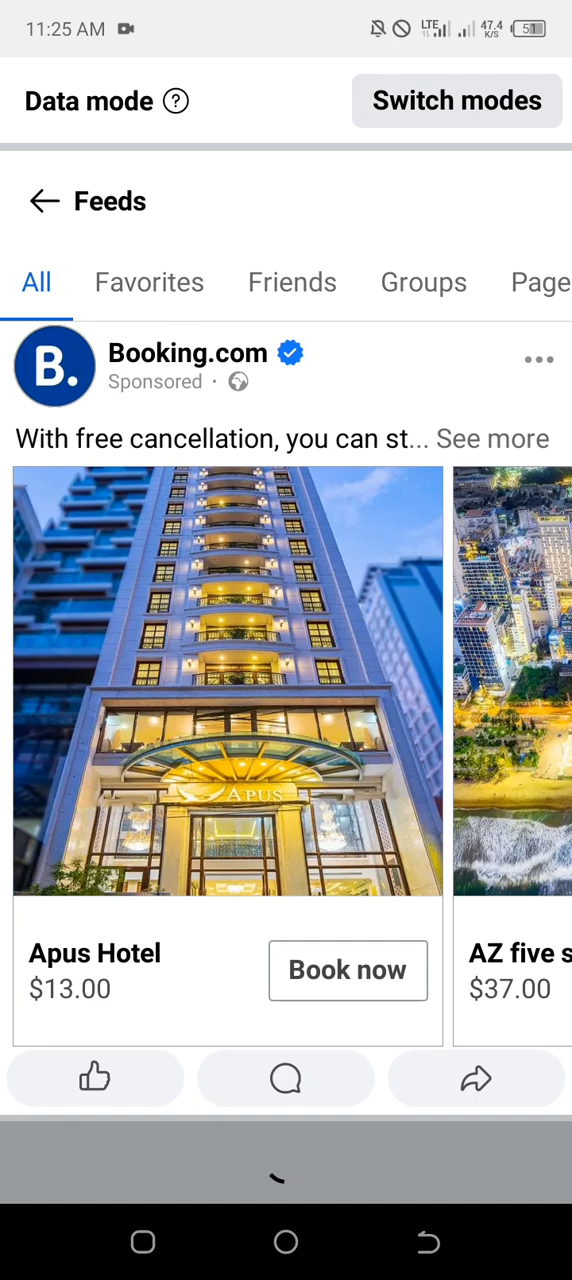 11:25 AM
LTE
47.4
K/S
51
Data mode
Switch modes
Feeds
All Favorites Friends Groups Page
B.
Booking.com
Sponsored ·
With free cancellation, you can st... See more
APUS
Apus Hotel
$13.00
Book now
AZ five s
$37.00